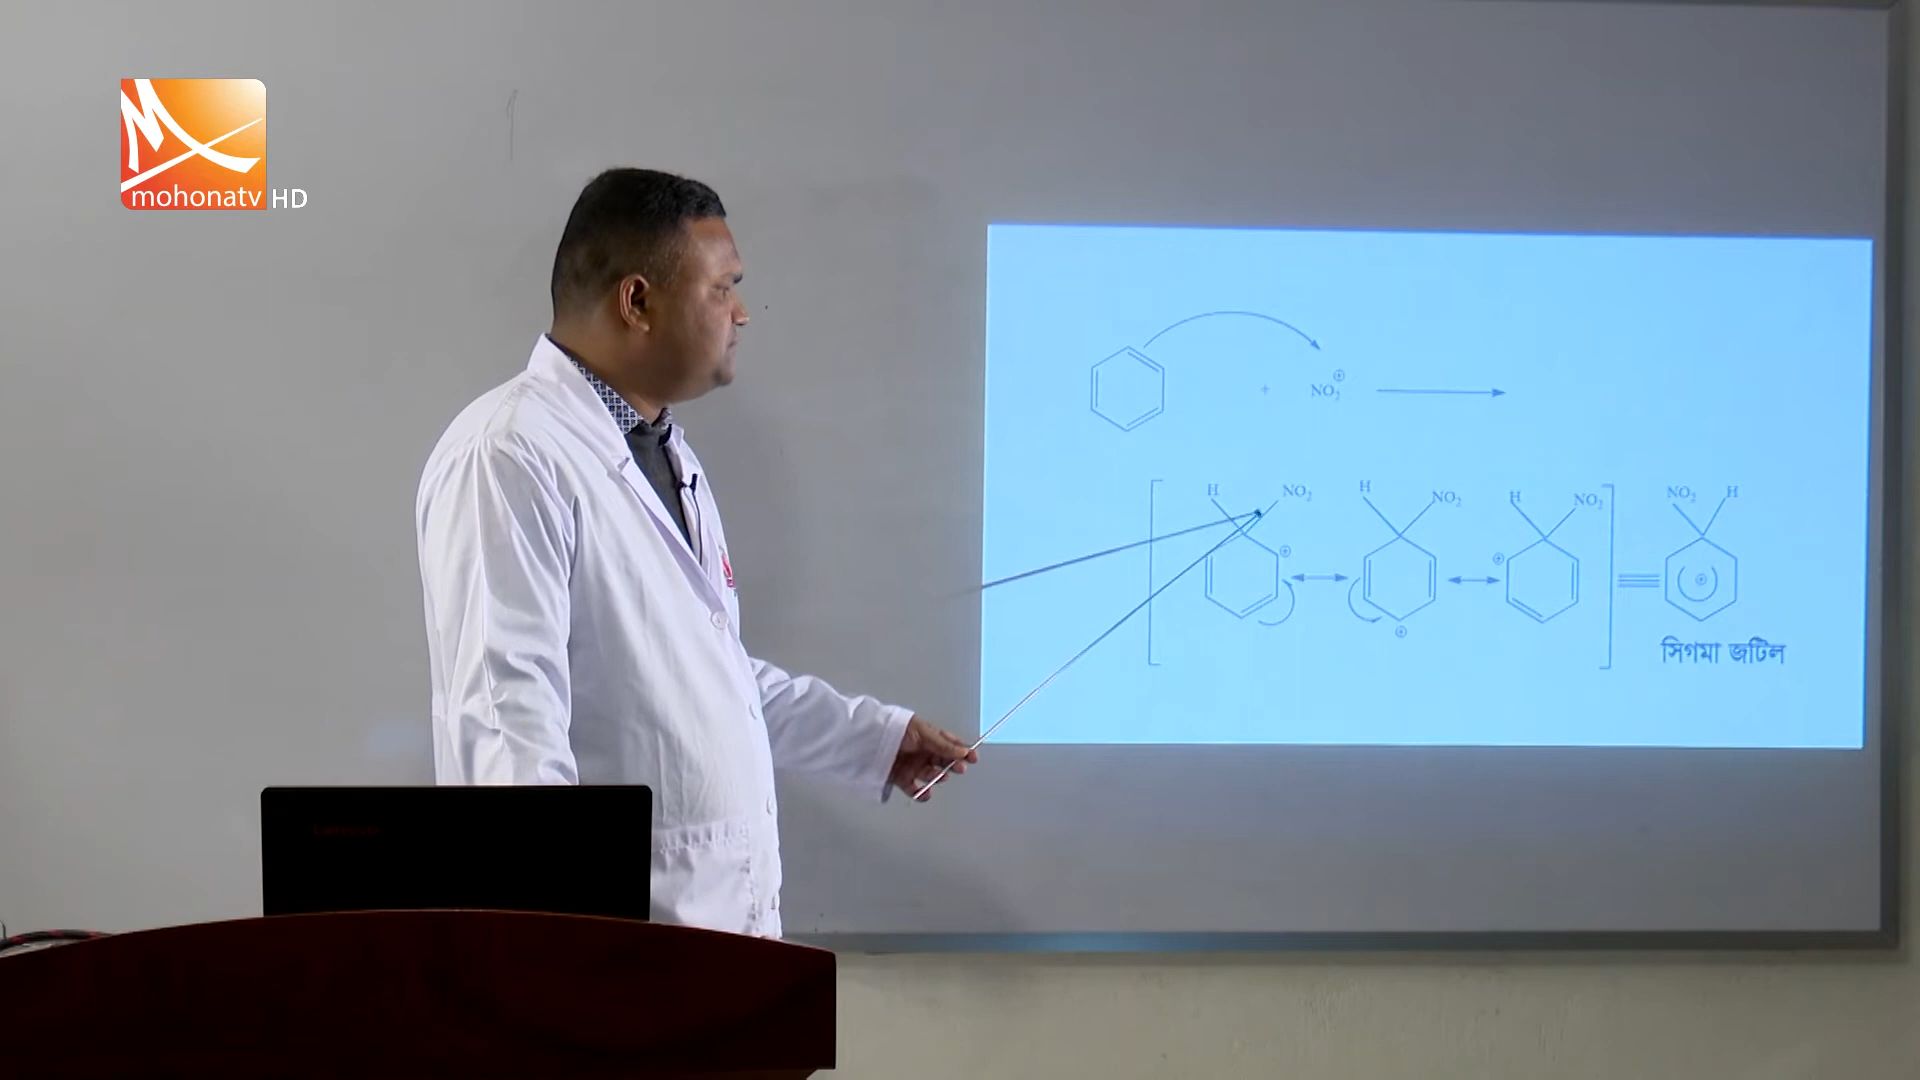 mohonatv HD
+ NO₂⊕
H NO₂ H NO₂ H NO₂ NO₂ H
⊕ ⊕ ⊕ ⊕
সিগমা জটিল